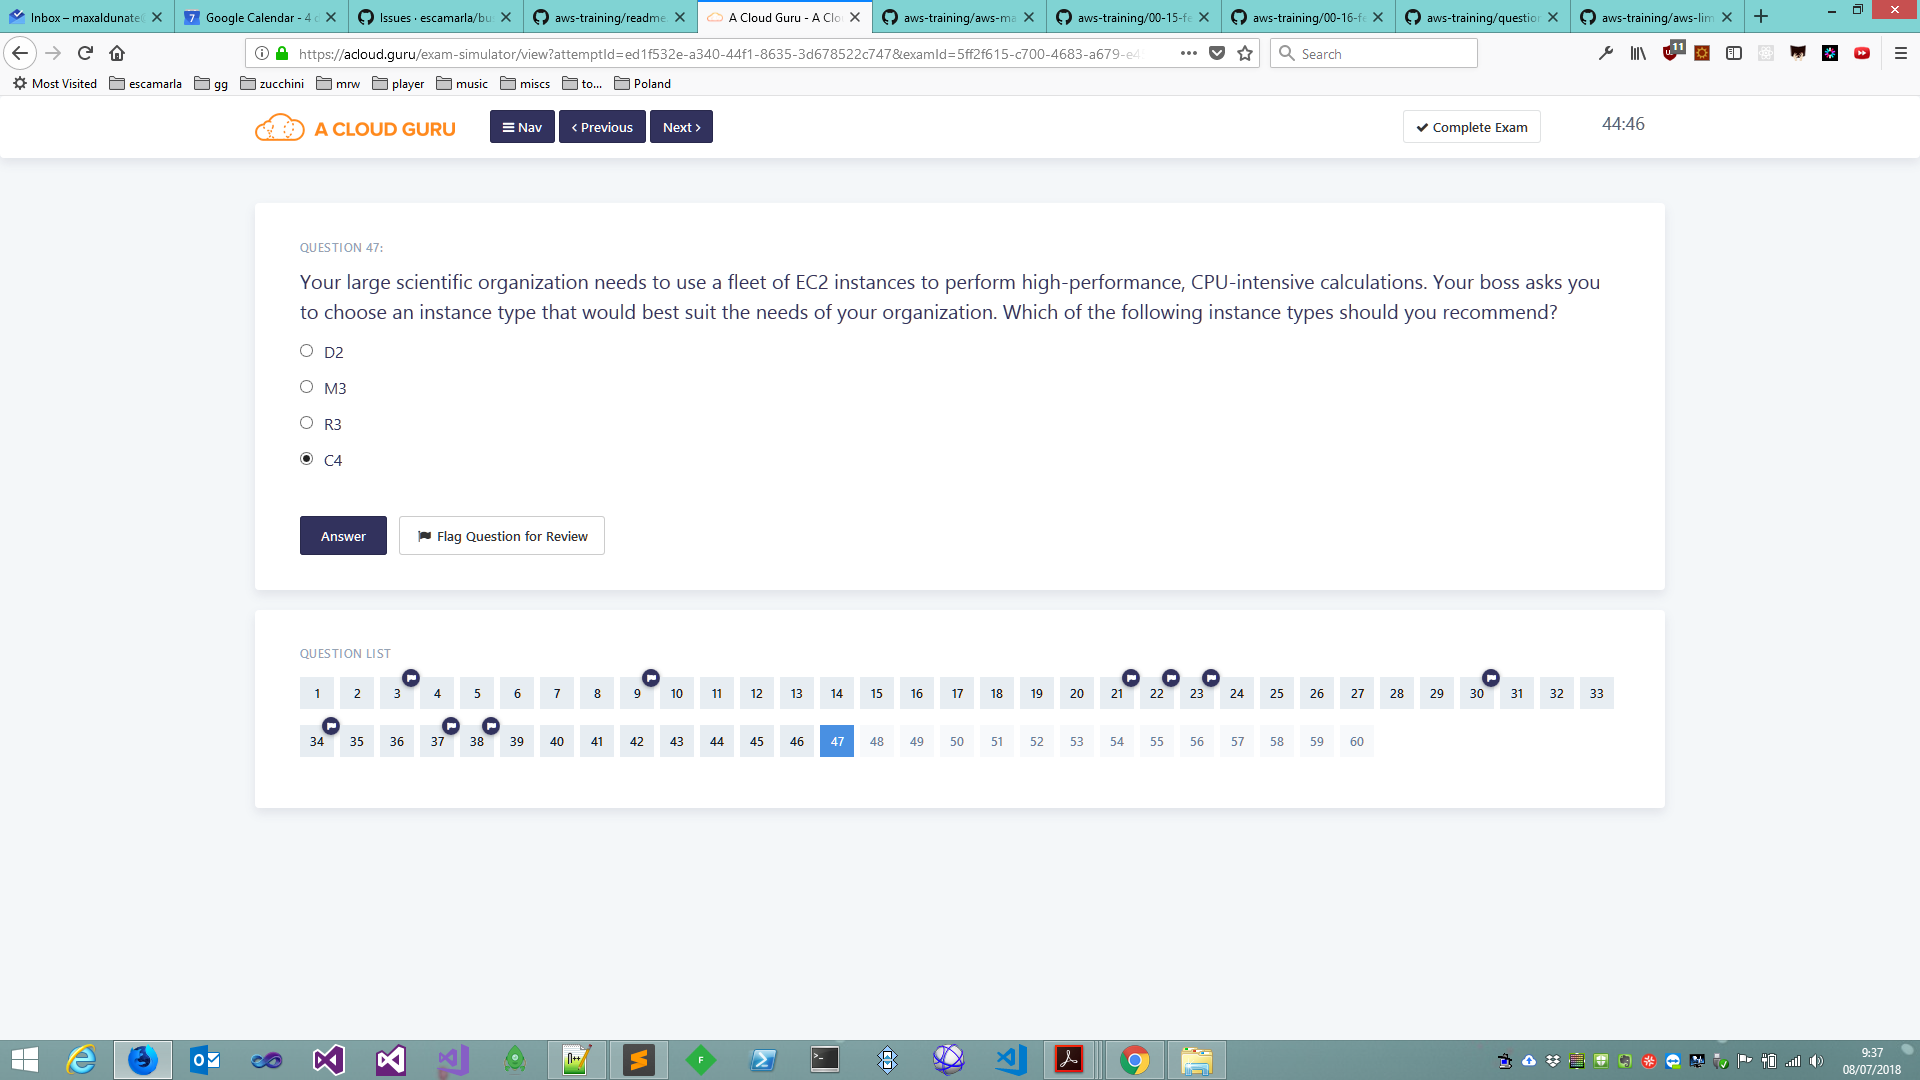 Inbox – maxaldunate
Google Calendar - 4
Issues · escamarla/bu
aws-training/readme.
A Cloud Guru - A Clo
aws-training/aws-ma
aws-training/00-15-fe
aws-training/00-16-fe
aws-training/question
aws-training/aws-lim
https://acloud.guru/exam-simulator/view?attemptId=ed1f532e-a340-44f1-8635-3d678522c747&examId=5ff2f615-c700-4683-a679-e4
Search
11
Most Visited escamarla gg zucchini mrw player music miscs to... Poland
A CLOUD GURU
Nav
Previous
Next
Complete Exam
44:46
QUESTION 47:
Your large scientific organization needs to use a fleet of EC2 instances to perform high-performance, CPU-intensive calculations. Your boss asks you
to choose an instance type that would best suit the needs of your organization. Which of the following instance types should you recommend?
D2
M3
R3
C4
Answer
Flag Question for Review
QUESTION LIST
1 2 3 4 5 6 7 8 9 10 11 12 13 14 15 16 17 18 19 20 21 22 23 24 25 26 27 28 29 30 31 32 33
34 35 36 37 38 39 40 41 42 43 44 45 46 47 48 49 50 51 52 53 54 55 56 57 58 59 60
9:37
08/07/2018